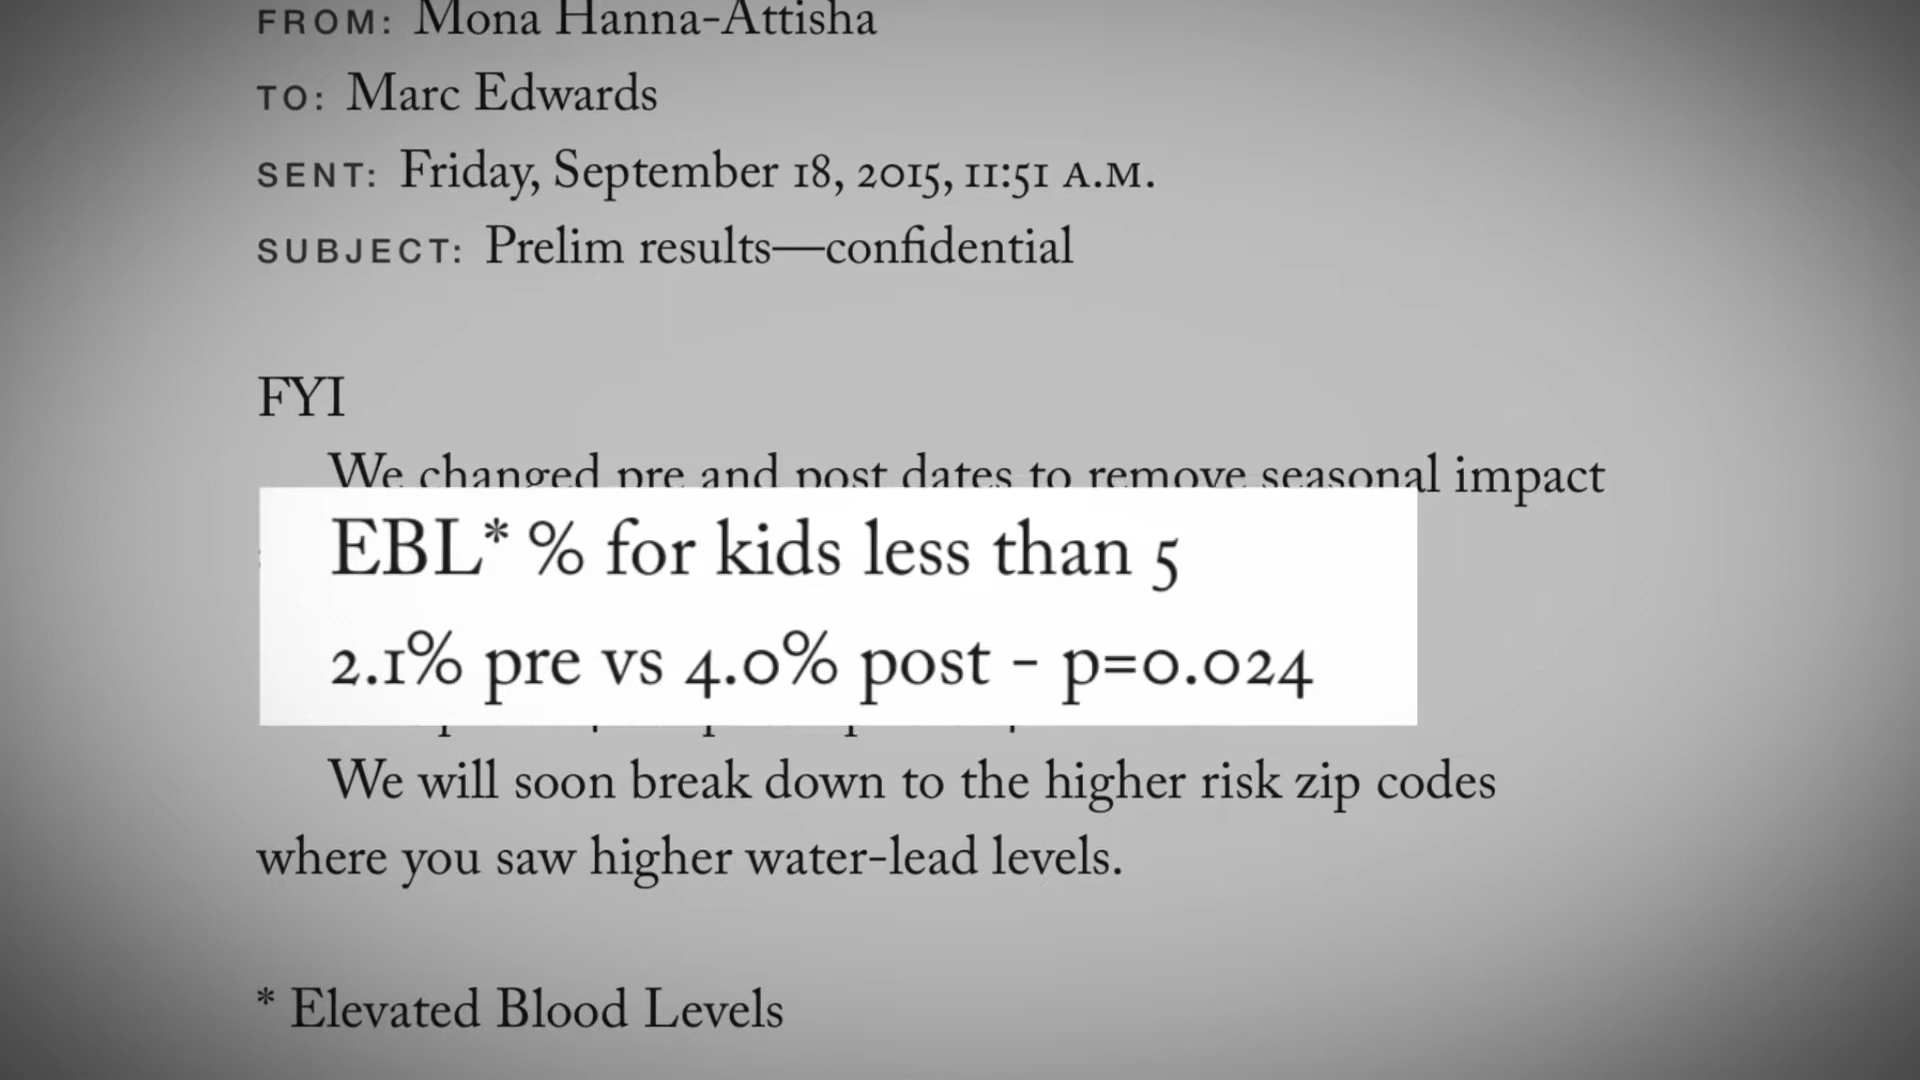 FROM: Mona Hanna-Attisha
TO: Marc Edwards
SENT: Friday, September 18, 2015, 11:51 A.M.
SUBJECT: Prelim results—confidential
FYI
We changed pre and post dates to remove seasonal impact
EBL* % for kids less than 5
2.1% pre vs 4.0% post - p=0.024
We will soon break down to the higher risk zip codes
where you saw higher water-lead levels.
* Elevated Blood Levels